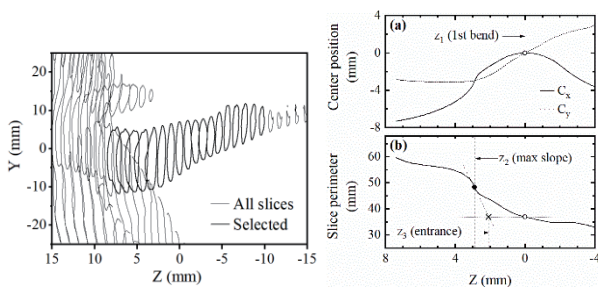 20
10
0
-10
-20
Y (mm)
All slices
Selected
15 10 5 0 -5 -10 -15
Z (mm)
(a)
z1 (1st bend)
4
0
-4
-8
Center position
(mm)
Cx
Cy
(b)
z2 (max slope)
60
50
40
30
Slice perimeter
(mm)
z3 (entrance)
8 4 0 -4
Z (mm)